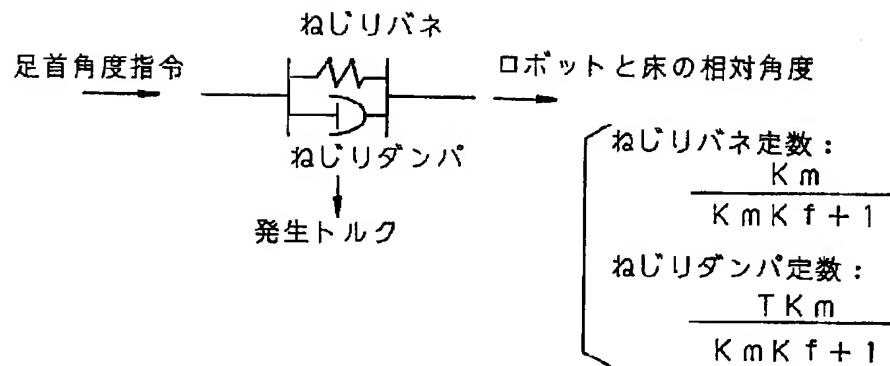 ねじりバネ
足首角度指令
ロボットと床の相対角度
ねじりダンパ
発生トルク
ねじりバネ定数：
Km
KmKf+1
ねじりダンパ定数：
TKm
KmKf+1